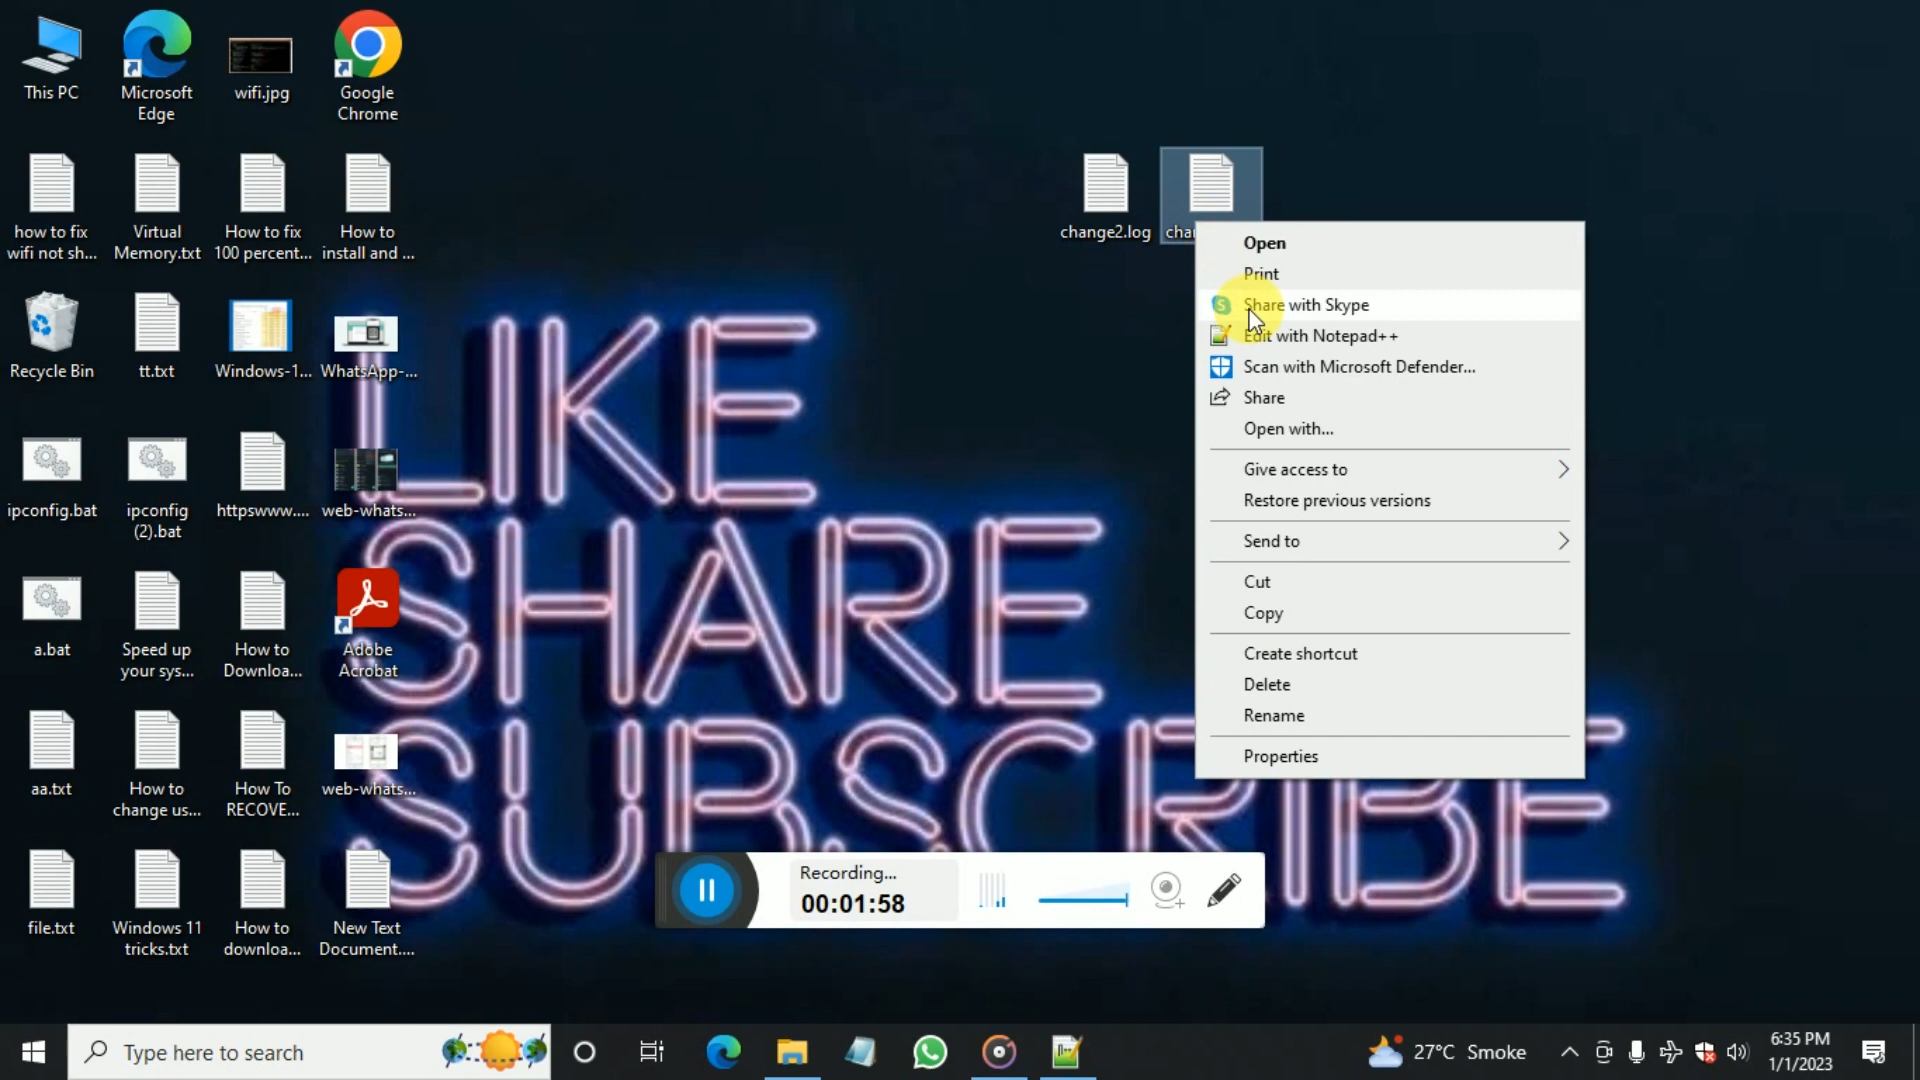 This PC
Microsoft
Edge
wifi.jpg
Google
Chrome
how to fix
wifi not sh...
Virtual
Memory.txt
How to fix
100 percent...
How to
install and ...
change2.log
Recycle Bin
tt.txt
Windows-1...
WhatsApp-...
ipconfig.bat
ipconfig
(2).bat
httpswww....
web-whats...
a.bat
Speed up
your sys...
How to
Downloa...
Adobe
Acrobat
aa.txt
How to
change us...
How To
RECOVE...
web-whats...
file.txt
Windows 11
tricks.txt
How to
downloa...
New Text
Document....
LIKE
SHARE
SUBSCRIBE
Open
Print
Share with Skype
Edit with Notepad++
Scan with Microsoft Defender...
Share
Open with...
Give access to
Restore previous versions
Send to
Cut
Copy
Create shortcut
Delete
Rename
Properties
Recording...
00:01:58
Type here to search
27°C Smoke
6:35 PM
1/1/2023